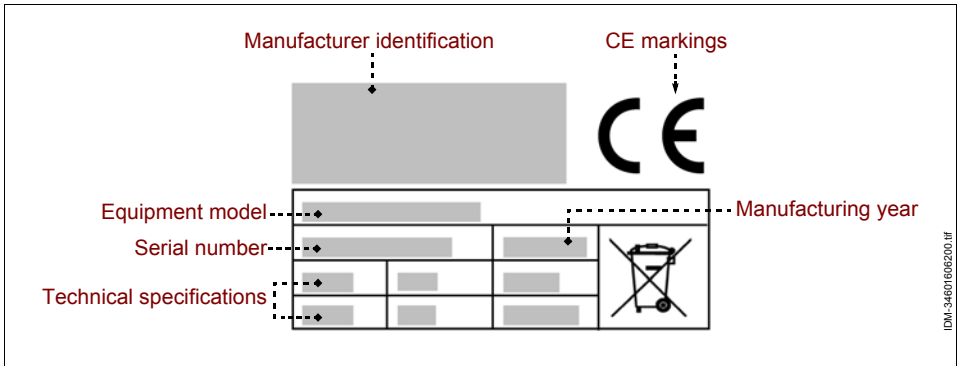 Manufacturer identification
CE markings
CE
Equipment model
Manufacturing year
Serial number
Technical specifications
IDM-34601606200.tif